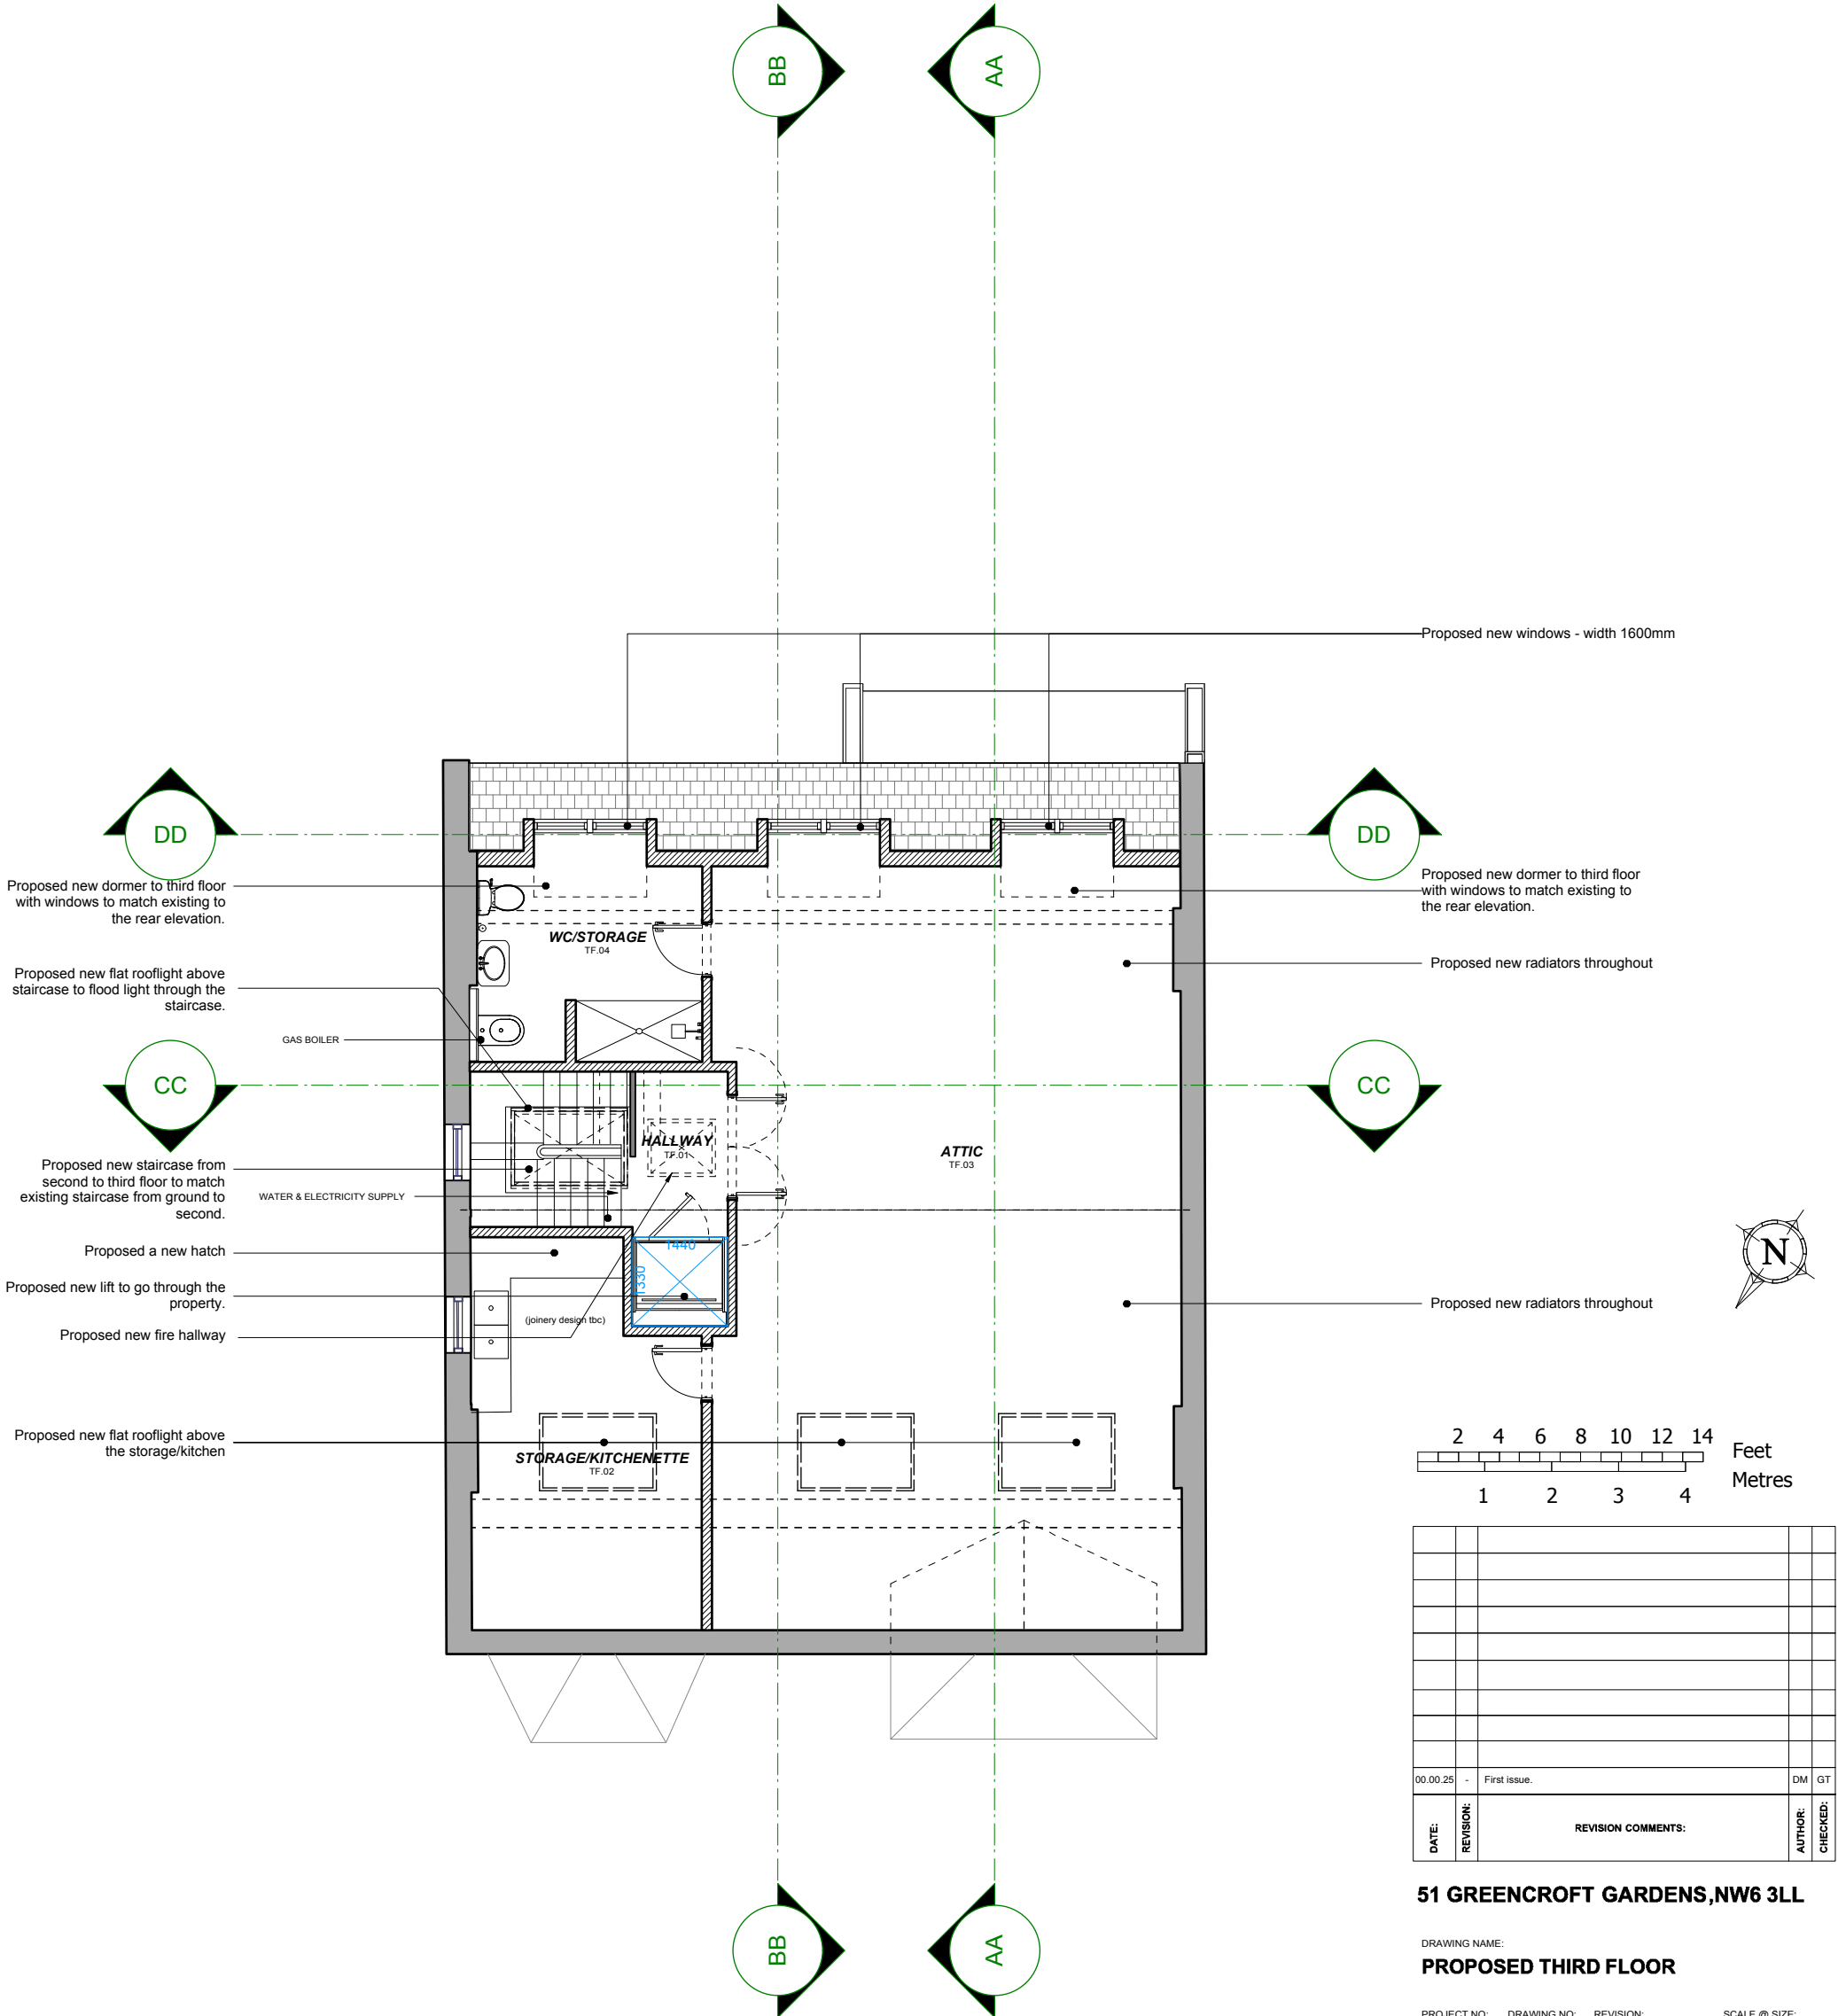 BB
AA
Proposed new windows - width 1600mm
DD
DD
Proposed new dormer to third floor
with windows to match existing to
the rear elevation.
Proposed new dormer to third floor
with windows to match existing to
the rear elevation.
WC/STORAGE
TF.04
Proposed new flat rooflight above
staircase to flood light through the
staircase.
Proposed new radiators throughout
GAS BOILER
CC
CC
HALLWAY
TF.01
ATTIC
TF.03
Proposed new staircase from
second to third floor to match
existing staircase from ground to
second.
WATER & ELECTRICITY SUPPLY
Proposed a new hatch
1440
1330
N
Proposed new lift to go through the
property.
Proposed new radiators throughout
(joinery design tbc)
Proposed new fire hallway
Proposed new flat rooflight above
the storage/kitchen
STORAGE/KITCHENETTE
TF.02
2 4 6 8 10 12 14 Feet
Metres
1 2 3 4
00.00.25 - First issue. DM GT
DATE: REVISION: REVISION COMMENTS: AUTHOR: CHECKED:
51 GREENCROFT GARDENS,NW6 3LL
DRAWING NAME:
PROPOSED THIRD FLOOR
BB
AA
PROJECT NO: DRAWING NO: REVISION: SCALE @ SIZE: